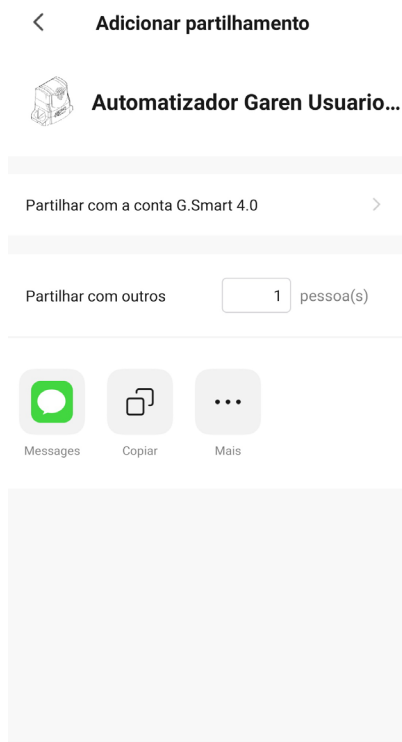 Adicionar partilhamento
Automatizador Garen Usuario...
Partilhar com a conta G.Smart 4.0
Partilhar com outros 1 pessoa(s)
Messages Copiar Mais